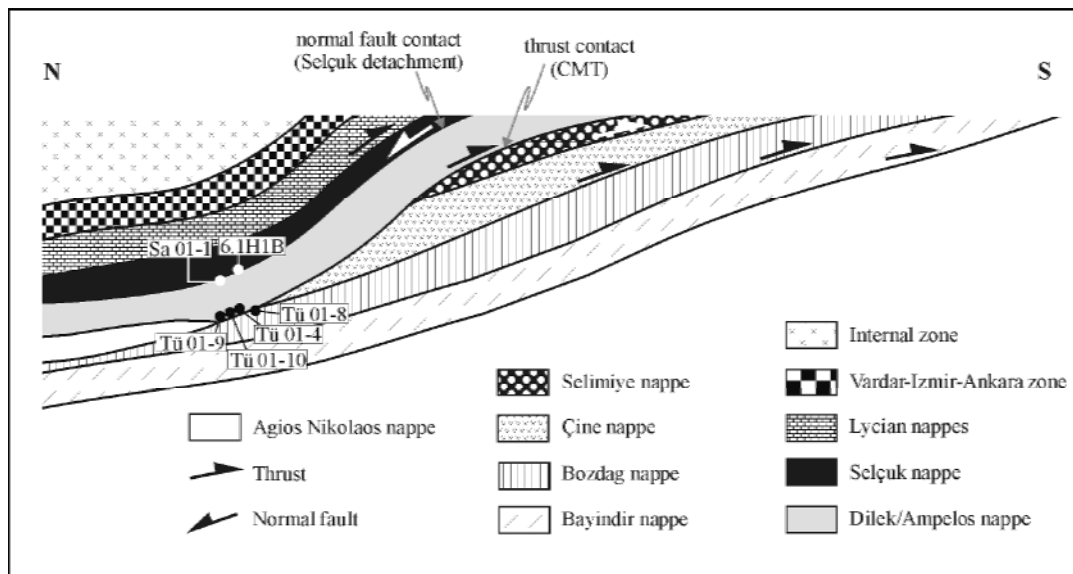 normal fault contact
(Selçuk detachment)
thrust contact
(CMT)
N
S
Sa 01-1
6.1H1B
Tü 01-8
Tü 01-4
Tü 01-9
Tü 01-10
Internal zone
Selimiye nappe
Vardar-Izmir-Ankara zone
Agios Nikolaos nappe
Çine nappe
Lycian nappes
Thrust
Bozdag nappe
Selçuk nappe
Normal fault
Bayindir nappe
Dilek/Ampelos nappe